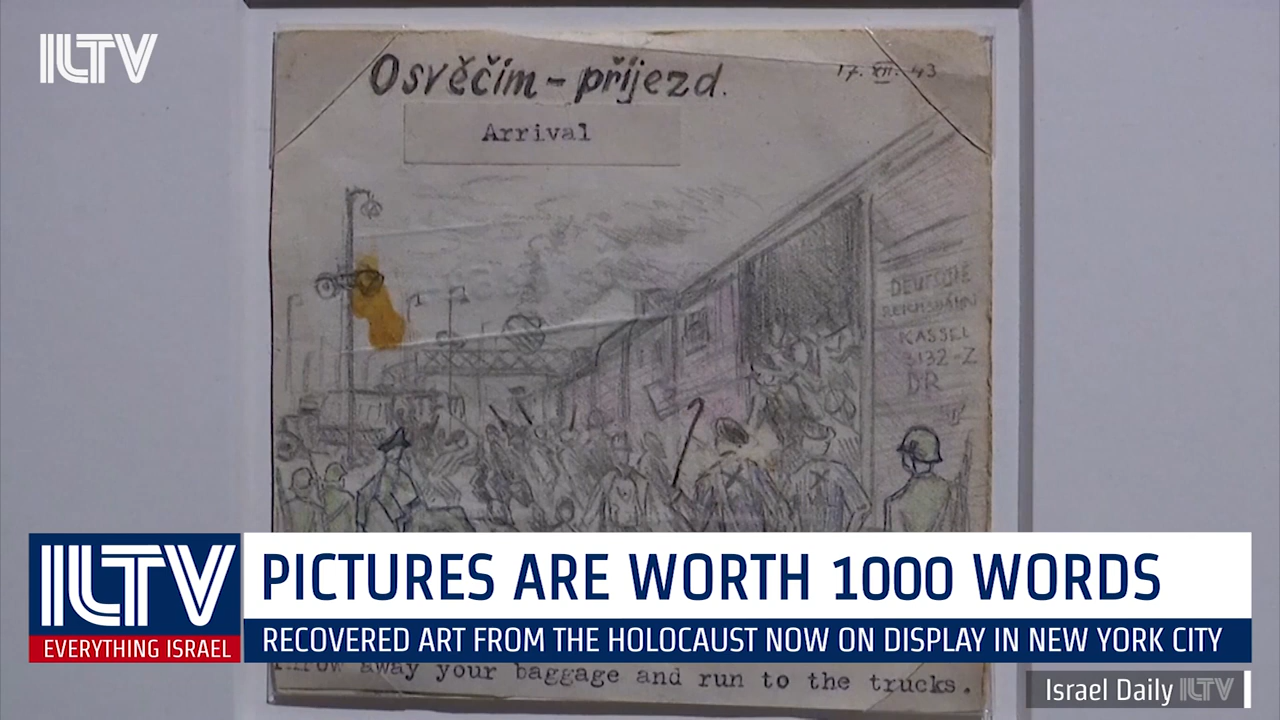 ILTV
Osvěčim - příjezd.
17. XII. 43
Arrival
DEUTSCHE
REICHSBAHN
KASSEL
3132-Z
DR
ILTV
EVERYTHING ISRAEL
PICTURES ARE WORTH 1000 WORDS
RECOVERED ART FROM THE HOLOCAUST NOW ON DISPLAY IN NEW YORK CITY
Throw away your baggage and run to the trucks.
Israel Daily ILTV